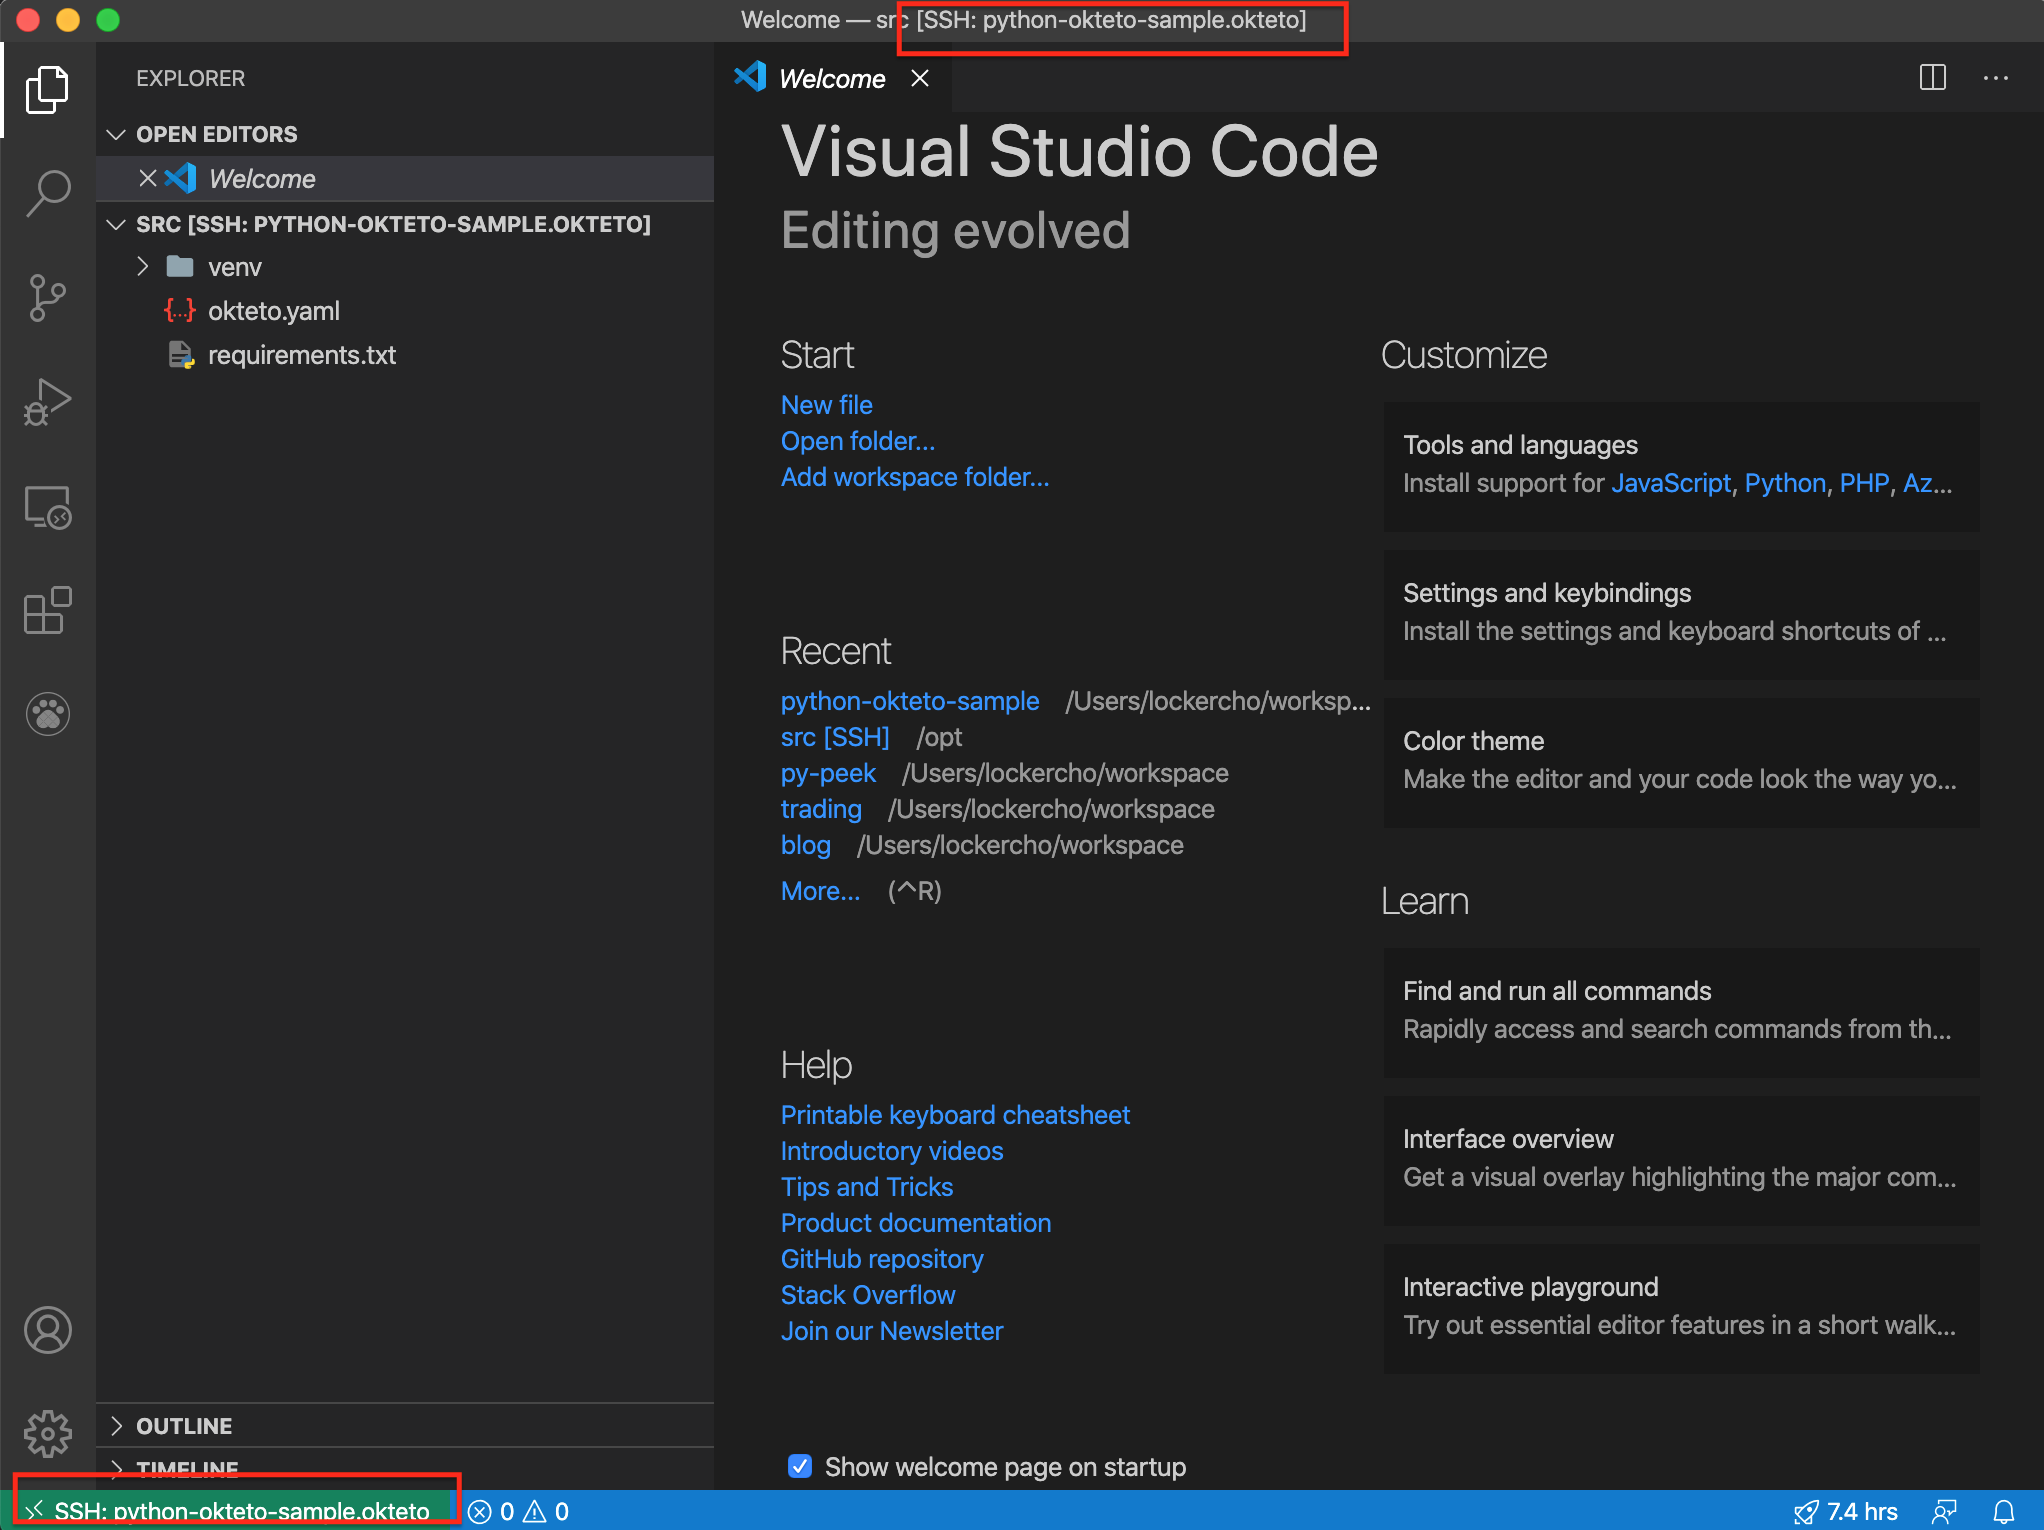 Welcome — src [SSH: python-okteto-sample.okteto]
EXPLORER
OPEN EDITORS
Welcome
SRC [SSH: PYTHON-OKTETO-SAMPLE.OKTETO]
venv
okteto.yaml
requirements.txt
OUTLINE
TIMELINE
Welcome
Visual Studio Code
Editing evolved
Start
New file
Open folder...
Add workspace folder...
Recent
python-okteto-sample /Users/lockercho/worksp...
src [SSH] /opt
py-peek /Users/lockercho/workspace
trading /Users/lockercho/workspace
blog /Users/lockercho/workspace
More... (^R)
Help
Printable keyboard cheatsheet
Introductory videos
Tips and Tricks
Product documentation
GitHub repository
Stack Overflow
Join our Newsletter
Show welcome page on startup
Customize
Tools and languages
Install support for JavaScript, Python, PHP, Az...
Settings and keybindings
Install the settings and keyboard shortcuts of ...
Color theme
Make the editor and your code look the way yo...
Learn
Find and run all commands
Rapidly access and search commands from th...
Interface overview
Get a visual overlay highlighting the major com...
Interactive playground
Try out essential editor features in a short walk...
SSH: python-okteto-sample.okteto 0 0 7.4 hrs